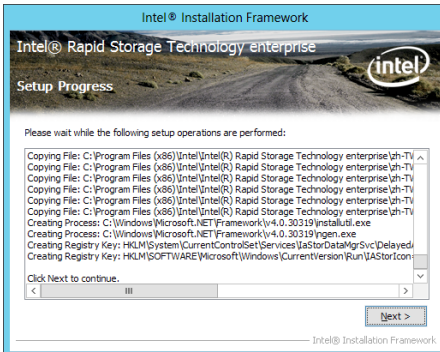 Intel® Installation Framework
Intel® Rapid Storage Technology enterprise
(intel)
Setup Progress
Please wait while the following setup operations are performed:
Copying File: C:\Program Files (x86)\Intel\Intel(R) Rapid Storage Technology enterprise\zh-TW
Copying File: C:\Program Files (x86)\Intel\Intel(R) Rapid Storage Technology enterprise\zh-TW
Copying File: C:\Program Files (x86)\Intel\Intel(R) Rapid Storage Technology enterprise\zh-TW
Copying File: C:\Program Files (x86)\Intel\Intel(R) Rapid Storage Technology enterprise\zh-TW
Copying File: C:\Program Files (x86)\Intel\Intel(R) Rapid Storage Technology enterprise\zh-TW
Copying File: C:\Program Files (x86)\Intel\Intel(R) Rapid Storage Technology enterprise\zh-TW
Creating Process: C:\Windows\Microsoft.NET\Framework\v4.0.30319\installutil.exe
Creating Process: C:\Windows\Microsoft.NET\Framework\v4.0.30319\ngen.exe
Creating Registry Key: HKLM\System\CurrentControlSet\Services\IAStorDataMgrSvc\DelayedA
Creating Registry Key: HKLM\SOFTWARE\Microsoft\Windows\CurrentVersion\Run\IAStorIcon=
Click Next to continue.
Next >
Intel® Installation Framework